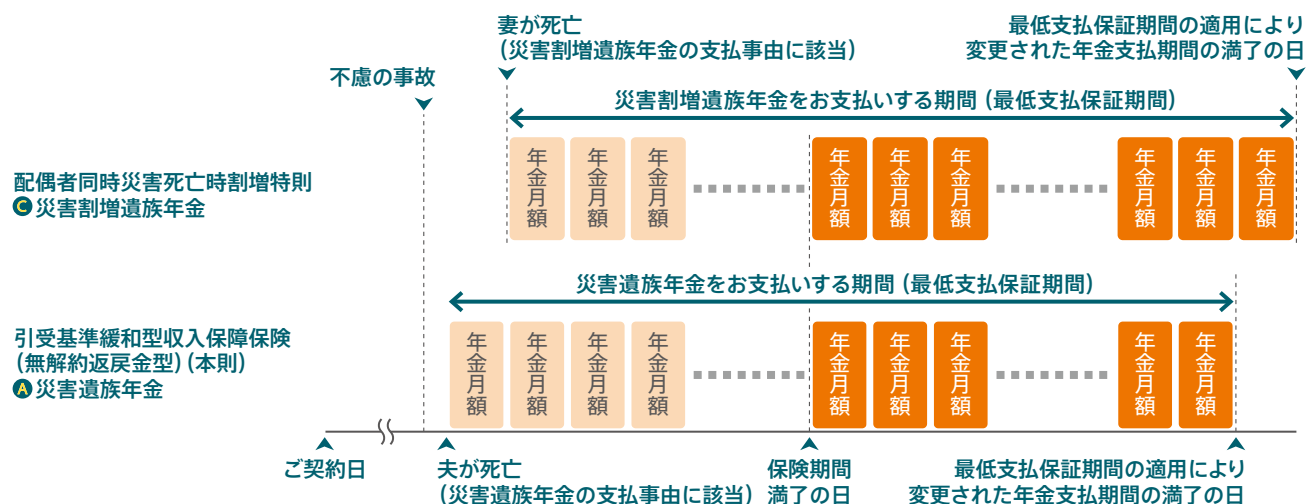 妻が死亡
(災害割増遺族年金の支払事由に該当)
最低支払保証期間の適用により
変更された年金支払期間の満了の日
不慮の事故
災害割増遺族年金をお支払いする期間(最低支払保証期間)
配偶者同時災害死亡時割増特則
C災害割増遺族年金
年金月額
年金月額
年金月額
年金月額
年金月額
年金月額
年金月額
年金月額
年金月額
災害遺族年金をお支払いする期間(最低支払保証期間)
引受基準緩和型収入保障保険
(無解約返戻金型)(本則)
A災害遺族年金
年金月額
年金月額
年金月額
年金月額
年金月額
年金月額
年金月額
年金月額
年金月額
ご契約日
夫が死亡
(災害遺族年金の支払事由に該当)
保険期間
満了の日
最低支払保証期間の適用により
変更された年金支払期間の満了の日